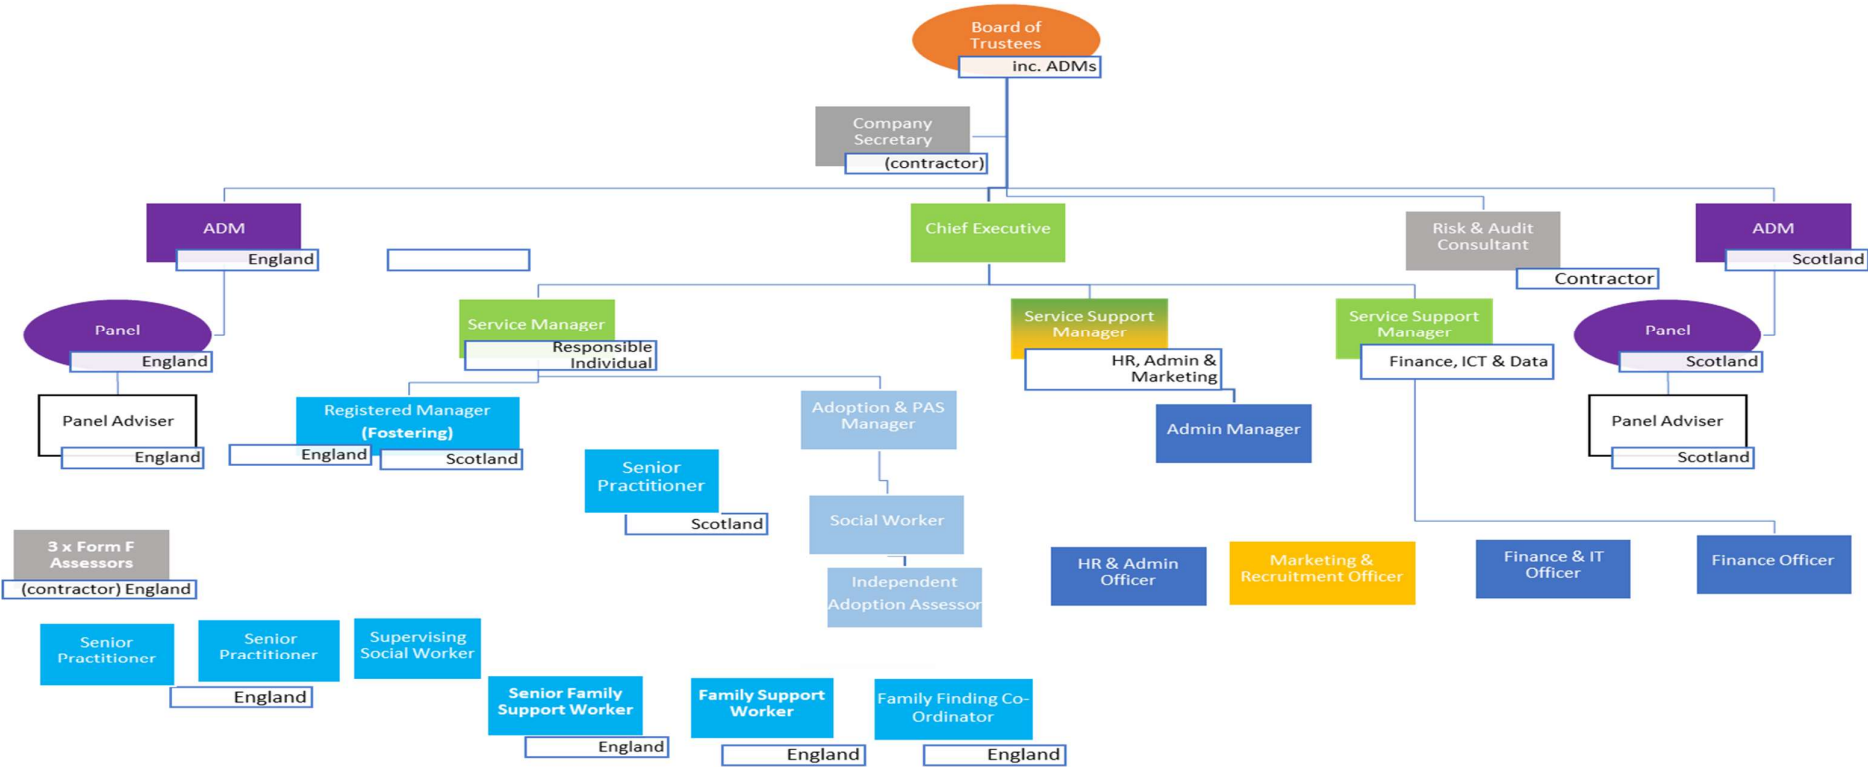 Board of
Trustees
inc. ADMs
Company
Secretary
(contractor)
ADM
England
Chief Executive
Risk & Audit
Consultant
Contractor
ADM
Scotland
Panel
England
Service Manager
Responsible
Individual
Service Support
Manager
HR, Admin &
Marketing
Service Support
Manager
Finance, ICT & Data
Panel
Scotland
Panel Adviser
England
Registered Manager
(Fostering)
England
Scotland
Adoption & PAS
Manager
Admin Manager
Panel Adviser
Scotland
Senior
Practitioner
Scotland
Social Worker
3 x Form F
Assessors
(contractor) England
Independent
Adoption Assessor
HR & Admin
Officer
Marketing &
Recruitment Officer
Finance & IT
Officer
Finance Officer
Senior
Practitioner
Senior
Practitioner
England
Supervising
Social Worker
Senior Family
Support Worker
England
Family Support
Worker
England
Family Finding Co-
Ordinator
England